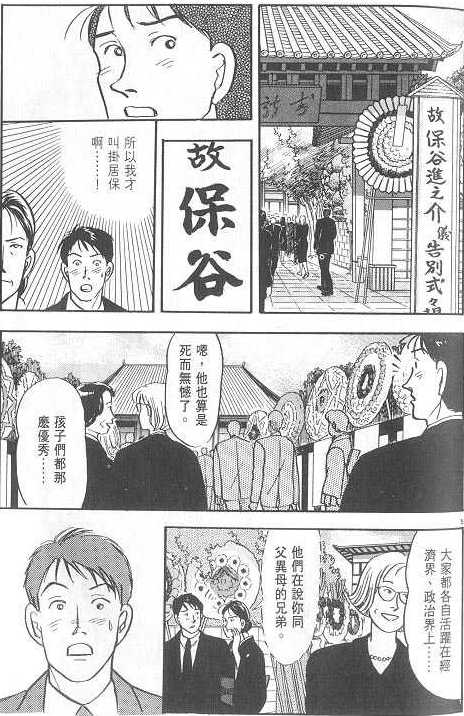 故 保谷進之介 儀 告別式々場
故 保谷
所以我才
叫掛居保
啊……！
嗯，他也算是
死而無憾了。
孩子們都那
麼優秀……
大家都各自活躍在經
濟界、政治界上……
他們在說你同
父異母的兄弟。